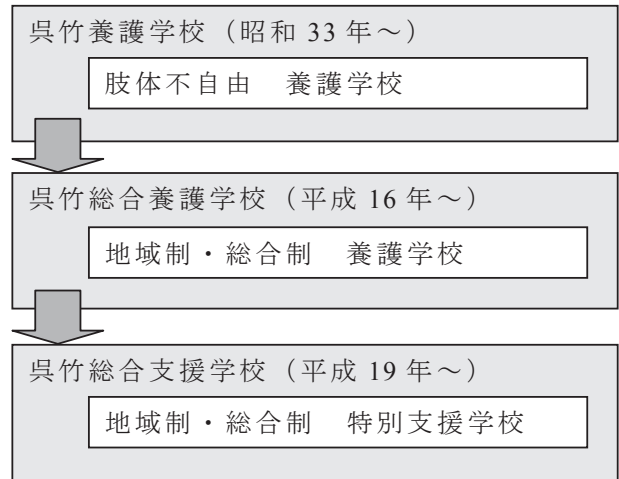 呉竹養護学校（昭和 33 年～）
肢体不自由　養護学校
呉竹総合養護学校（平成 16 年～）
地域制・総合制　養護学校
呉竹総合支援学校（平成 19 年～）
地域制・総合制　特別支援学校